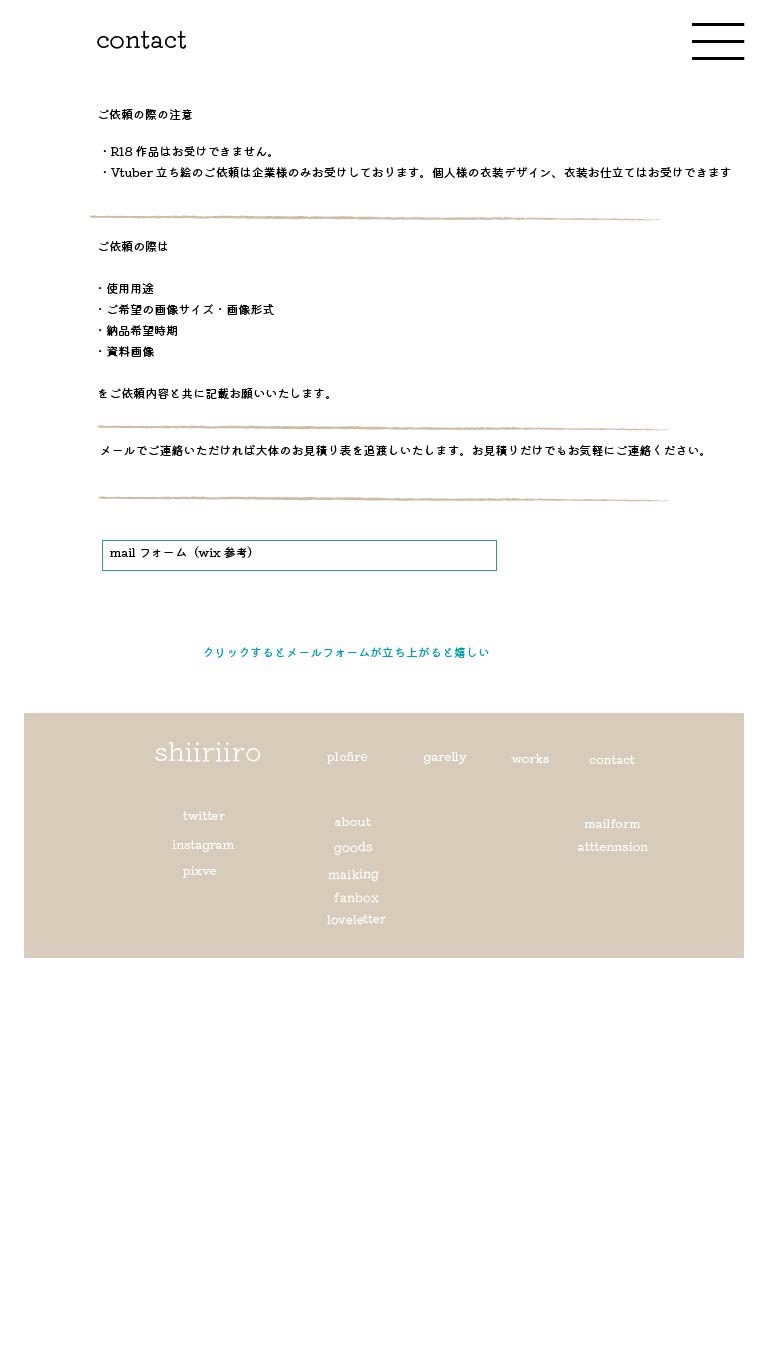 contact
ご依頼の際の注意
・R18 作品はお受けできません。
・Vtuber 立ち絵のご依頼は企業様のみお受けしております。個人様の衣装デザイン、衣装お仕立てはお受けできます
ご依頼の際は
・使用用途
・ご希望の画像サイズ・画像形式
・納品希望時期
・資料画像
をご依頼内容と共に記載お願いいたします。
メールでご連絡いただければ大体のお見積り表を追渡しいたします。お見積りだけでもお気軽にご連絡ください。
mail フォーム（wix 参考）
クリックするとメールフォームが立ち上がると嬉しい
shiiriiro plofire garelly works contact
twitter about mailform
instagram goods atttennsion
pixve maiking
fanbox
loveletter